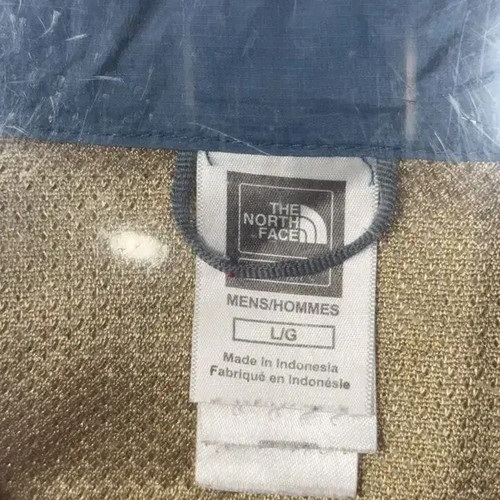 THE
NORTH
FACE
MENS/HOMMES
L/G
Made in Indonesia
Fabriqué en Indonésie